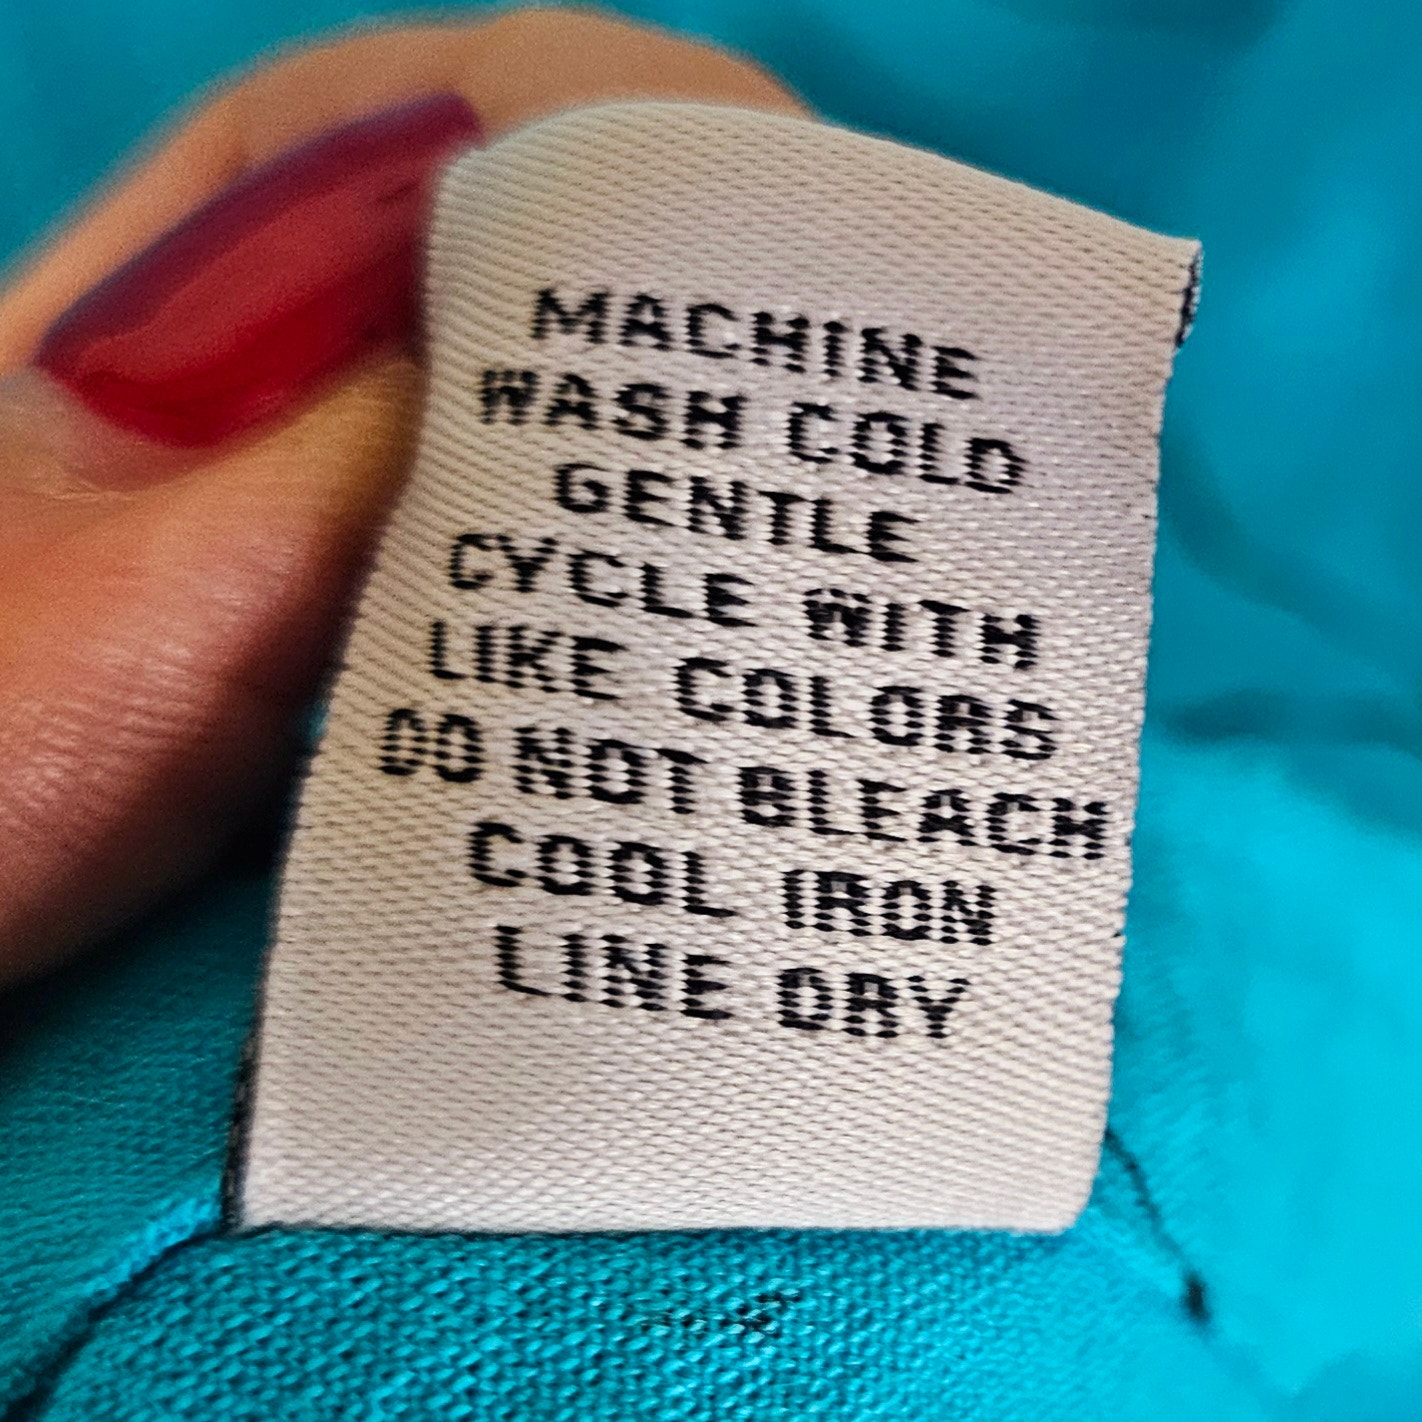 MACHINE
WASH COLD
GENTLE
CYCLE WITH
LIKE COLORS
DO NOT BLEACH
COOL IRON
LINE DRY